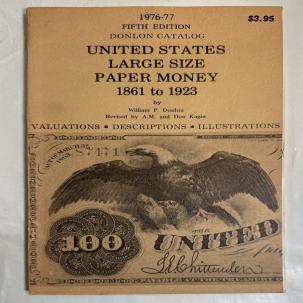 1976-77
$3.95
FIFTH EDITION
DONLON CATALOG
UNITED STATES
LARGE SIZE
PAPER MONEY
1861 to 1923
by
William P. Donlon
Revised by A.M. and Don Kagin
VALUATIONS • DESCRIPTIONS • ILLUSTRATIONS
100
UNITED